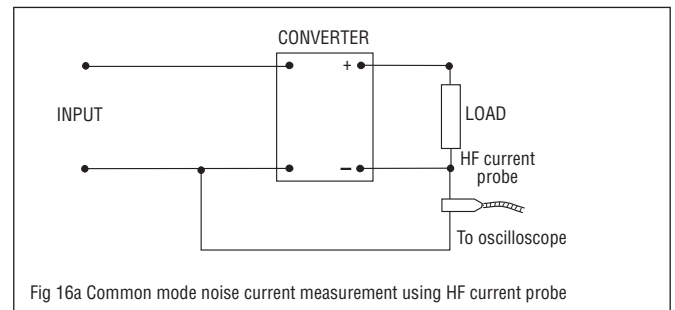 CONVERTER
+
INPUT
LOAD
–
HF current
probe
To oscilloscope
Fig 16a Common mode noise current measurement using HF current probe